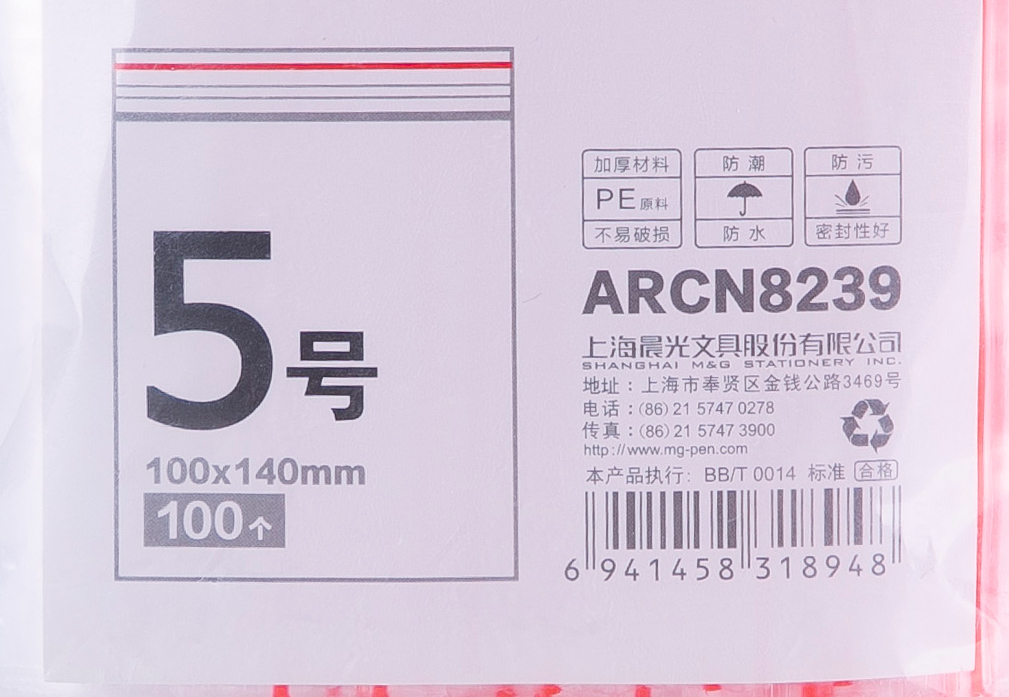 5号
100x140mm
100个
加厚材料
PE原料
不易破损
防潮
防水
防污
密封性好
ARCN8239
上海晨光文具股份有限公司
SHANGHAI M&G STATIONERY INC.
地址：上海市奉贤区金钱公路3469号
电话：(86) 21 5747 0278
传真：(86) 21 5747 3900
http://www.mg-pen.com
本产品执行：BB/T 0014 标准 合格
6 941458 318948